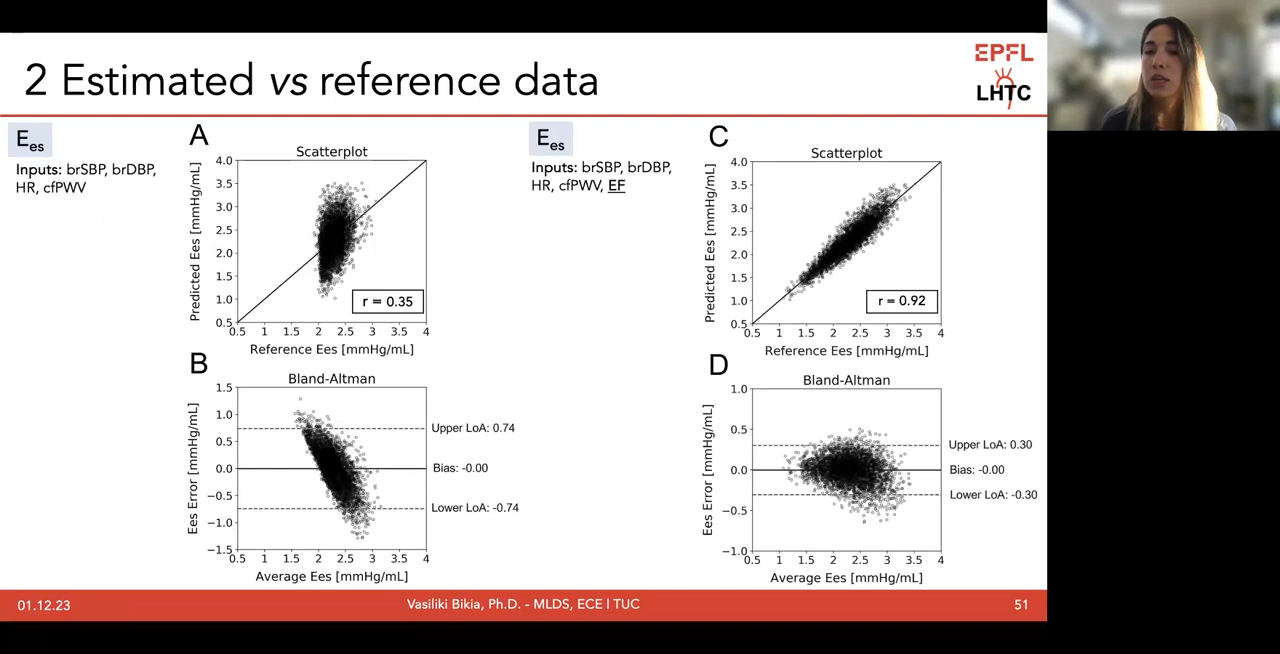 2 Estimated vs reference data
EPFL
LHTC
Ees
Inputs: brSBP, brDBP,
HR, cfPWV
A
Scatterplot
Predicted Ees [mmHg/mL]
4.0
3.5
3.0
2.5
2.0
1.5
1.0
0.5
r = 0.35
0.5 1 1.5 2 2.5 3 3.5 4
Reference Ees [mmHg/mL]
B
Bland-Altman
Ees Error [mmHg/mL]
1.5
1.0
0.5
0.0
−0.5
−1.0
−1.5
Upper LoA: 0.74
Bias: -0.00
Lower LoA: -0.74
0.5 1 1.5 2 2.5 3 3.5 4
Average Ees [mmHg/mL]
Ees
Inputs: brSBP, brDBP,
HR, cfPWV, EF
C
Scatterplot
Predicted Ees [mmHg/mL]
4.0
3.5
3.0
2.5
2.0
1.5
1.0
0.5
r = 0.92
0.5 1 1.5 2 2.5 3 3.5 4
Reference Ees [mmHg/mL]
D
Bland-Altman
Ees Error [mmHg/mL]
1.0
0.5
0.0
−0.5
−1.0
Upper LoA: 0.30
Bias: -0.00
Lower LoA: -0.30
0.5 1 1.5 2 2.5 3 3.5 4
Average Ees [mmHg/mL]
01.12.23
Vasiliki Bikia, Ph.D. - MLDS, ECE | TUC
51